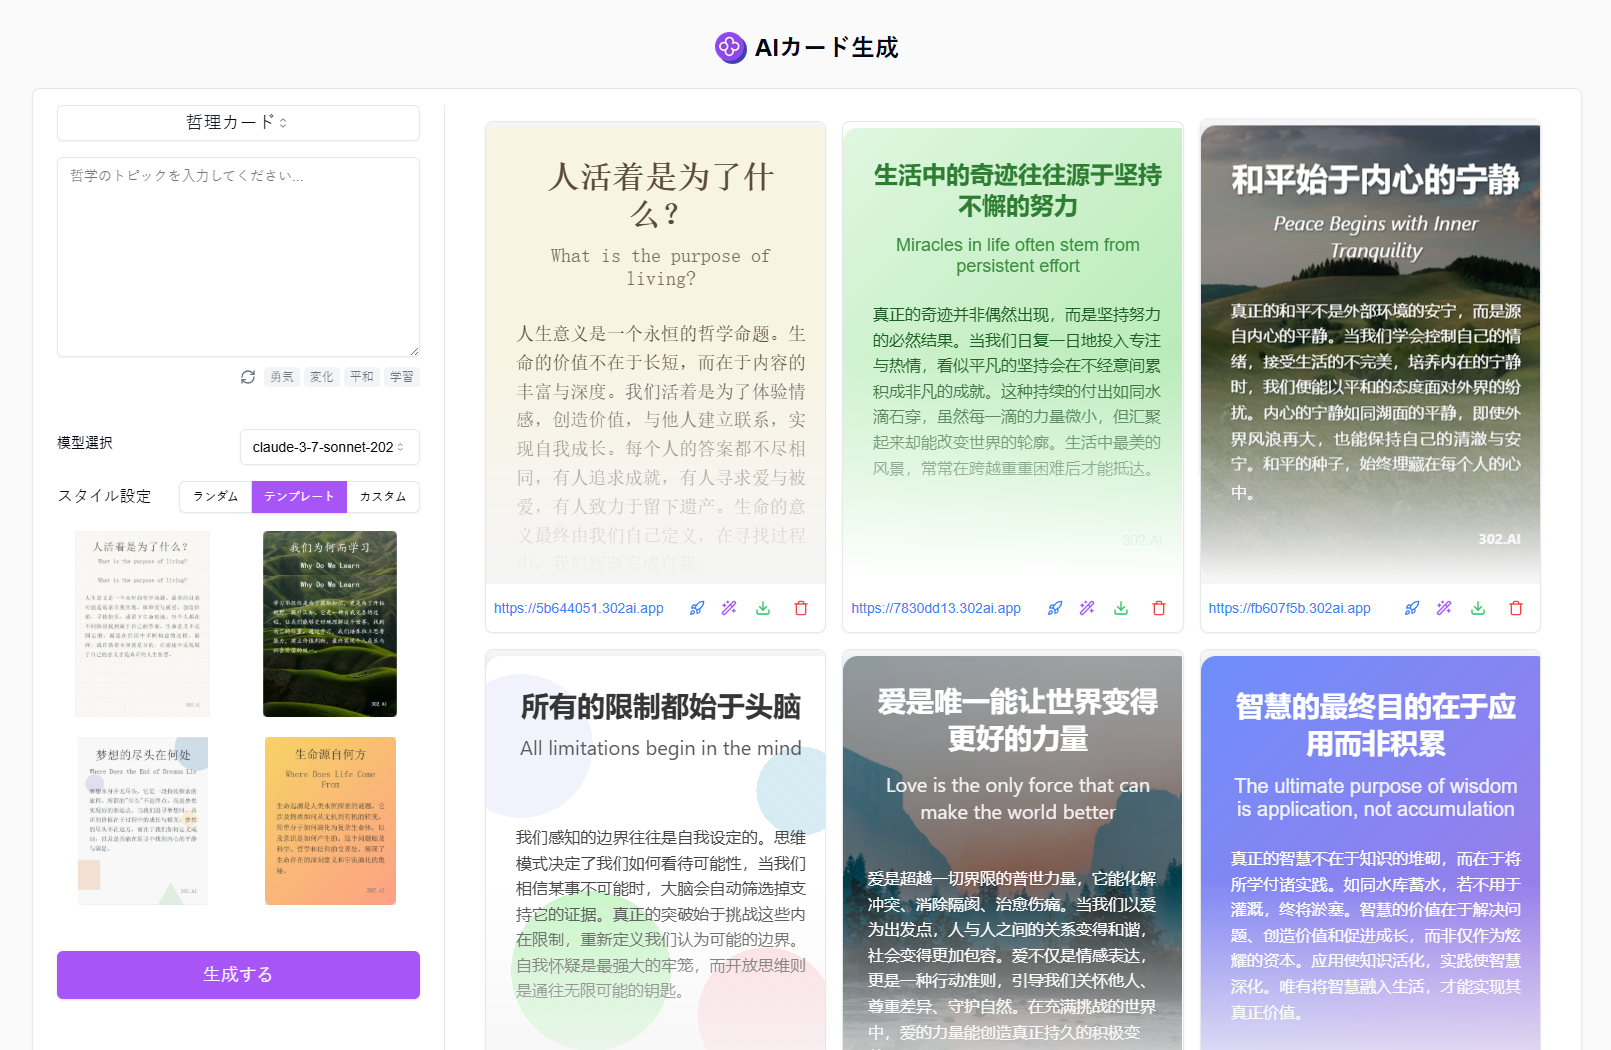 AIカード生成
哲理カード
哲学のトピックを入力してください...
勇気
変化
平和
学習
模型選択
claude-3-7-sonnet-202
スタイル設定
ランダム
テンプレート
カスタム
人活着是为了什么?
What is the purpose of living?
What is the purpose of living?
302.AI
我们为何而学习
Why Do We Learn
Why Do We Learn
302.AI
梦想的尽头在何处
Where Does the End of Dreams Lie
302.AI
生命源自何方
Where Does Life Come
From
302.AI
生成する
人活着是为了什
么?
What is the purpose of
living?
人生意义是一个永恒的哲学命题。生
命的价值不在于长短，而在于内容的
丰富与深度。我们活着是为了体验情
感，创造价值，与他人建立联系，实
现自我成长。每个人的答案都不尽相
同，有人追求成就，有人寻求爱与被
爱，有人致力于留下遗产。生命的意
义最终由我们自己定义，在寻找过程
中，我们逐渐完成自我。
https://5b644051.302ai.app
生活中的奇迹往往源于坚持
不懈的努力
Miracles in life often stem from
persistent effort
真正的奇迹并非偶然出现，而是坚持努力
的必然结果。当我们日复一日地投入专注
与热情，看似平凡的坚持会在不经意间累
积成非凡的成就。这种持续的付出如同水
滴石穿，虽然每一滴的力量微小，但汇聚
起来却能改变世界的轮廓。生活中最美的
风景，常常在跨越重重困难后才能抵达。
302.AI
https://7830dd13.302ai.app
和平始于内心的宁静
Peace Begins with Inner
Tranquility
真正的和平不是外部环境的安宁，而是源
自内心的平静。当我们学会控制自己的情
绪，接受生活的不完美，培养内在的宁静
时，我们便能以平和的态度面对外界的纷
扰。内心的宁静如同湖面的平静，即使外
界风浪再大，也能保持自己的清澈与安
宁。和平的种子，始终埋藏在每个人的心
中。
302.AI
https://fb607f5b.302ai.app
所有的限制都始于头脑
All limitations begin in the mind
我们感知的边界往往是自我设定的。思维
模式决定了我们如何看待可能性，当我们
相信某事不可能时，大脑会自动筛选掉支
持它的证据。真正的突破始于挑战这些内
在限制，重新定义我们认为可能的边界。
自我怀疑是最强大的牢笼，而开放思维则
是通往无限可能的钥匙。
爱是唯一能让世界变得
更好的力量
Love is the only force that can
make the world better
爱是超越一切界限的普世力量，它能化解
冲突、消除隔阂、治愈伤痛。当我们以爱
为出发点，人与人之间的关系变得和谐，
社会变得更加包容。爱不仅是情感表达，
更是一种行动准则，引导我们关怀他人、
尊重差异、守护自然。在充满挑战的世界
中，爱的力量能创造真正持久的积极变
智慧的最终目的在于应
用而非积累
The ultimate purpose of wisdom
is application, not accumulation
真正的智慧不在于知识的堆砌，而在于将
所学付诸实践。如同水库蓄水，若不用于
灌溉，终将淤塞。智慧的价值在于解决问
题、创造价值和促进成长，而非仅作为炫
耀的资本。应用使知识活化，实践使智慧
深化。唯有将智慧融入生活，才能实现其
真正价值。